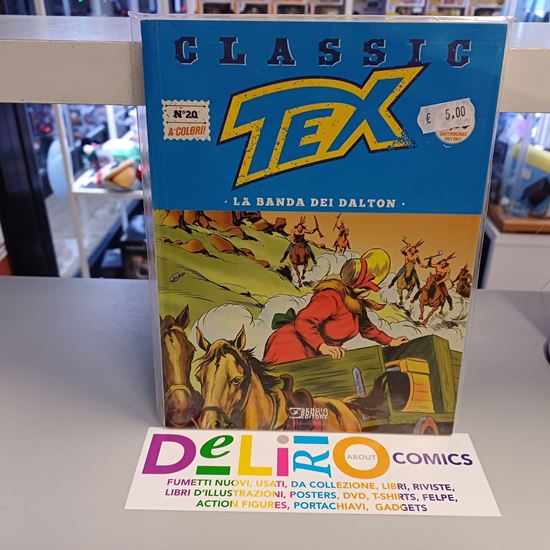 CLASSIC
N°20
A COLORI!
TEX
€ 5,00
· LA BANDA DEI DALTON ·
SERGIO
BONELLI
EDITORE
DeLiRiO
ABOUT
COMICS
FUMETTI NUOVI, USATI, DA COLLEZIONE, LIBRI, RIVISTE,
LIBRI D'ILLUSTRAZIONI, POSTERS, DVD, T-SHIRTS, FELPE,
ACTION FIGURES, PORTACHIAVI, GADGETS